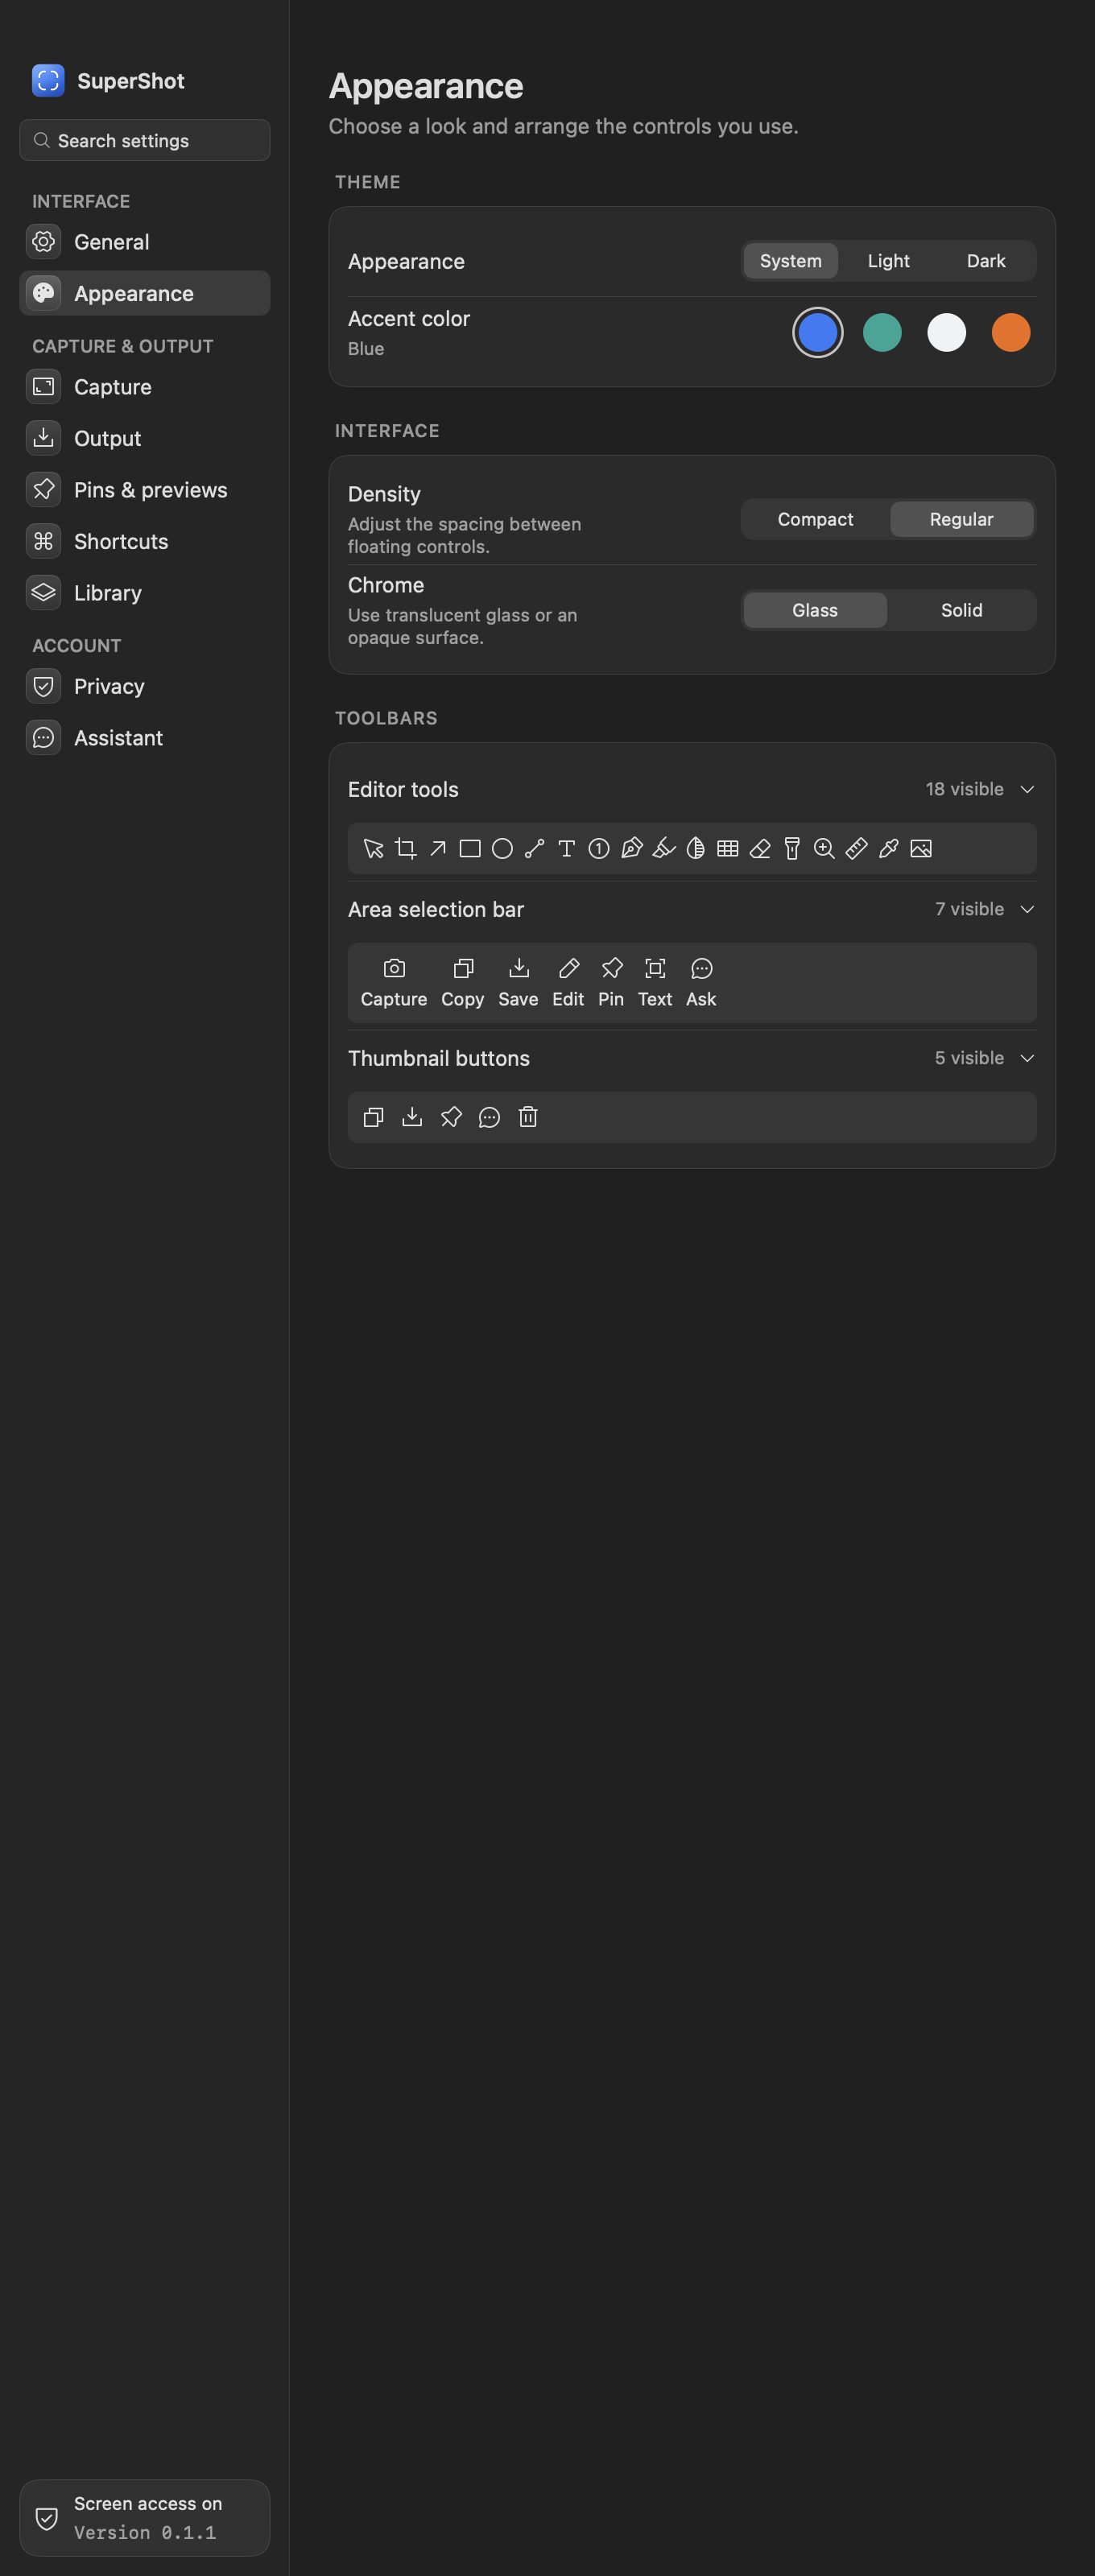 SuperShot
Search settings
INTERFACE
General
Appearance
CAPTURE & OUTPUT
Capture
Output
Pins & previews
Shortcuts
Library
ACCOUNT
Privacy
Assistant
Screen access on
Version 0.1.1
Appearance
Choose a look and arrange the controls you use.
THEME
Appearance
System Light Dark
Accent color
Blue
INTERFACE
Density
Adjust the spacing between
floating controls.
Compact Regular
Chrome
Use translucent glass or an
opaque surface.
Glass Solid
TOOLBARS
Editor tools
18 visible
T 1
Area selection bar
7 visible
Capture Copy Save Edit Pin Text Ask
Thumbnail buttons
5 visible